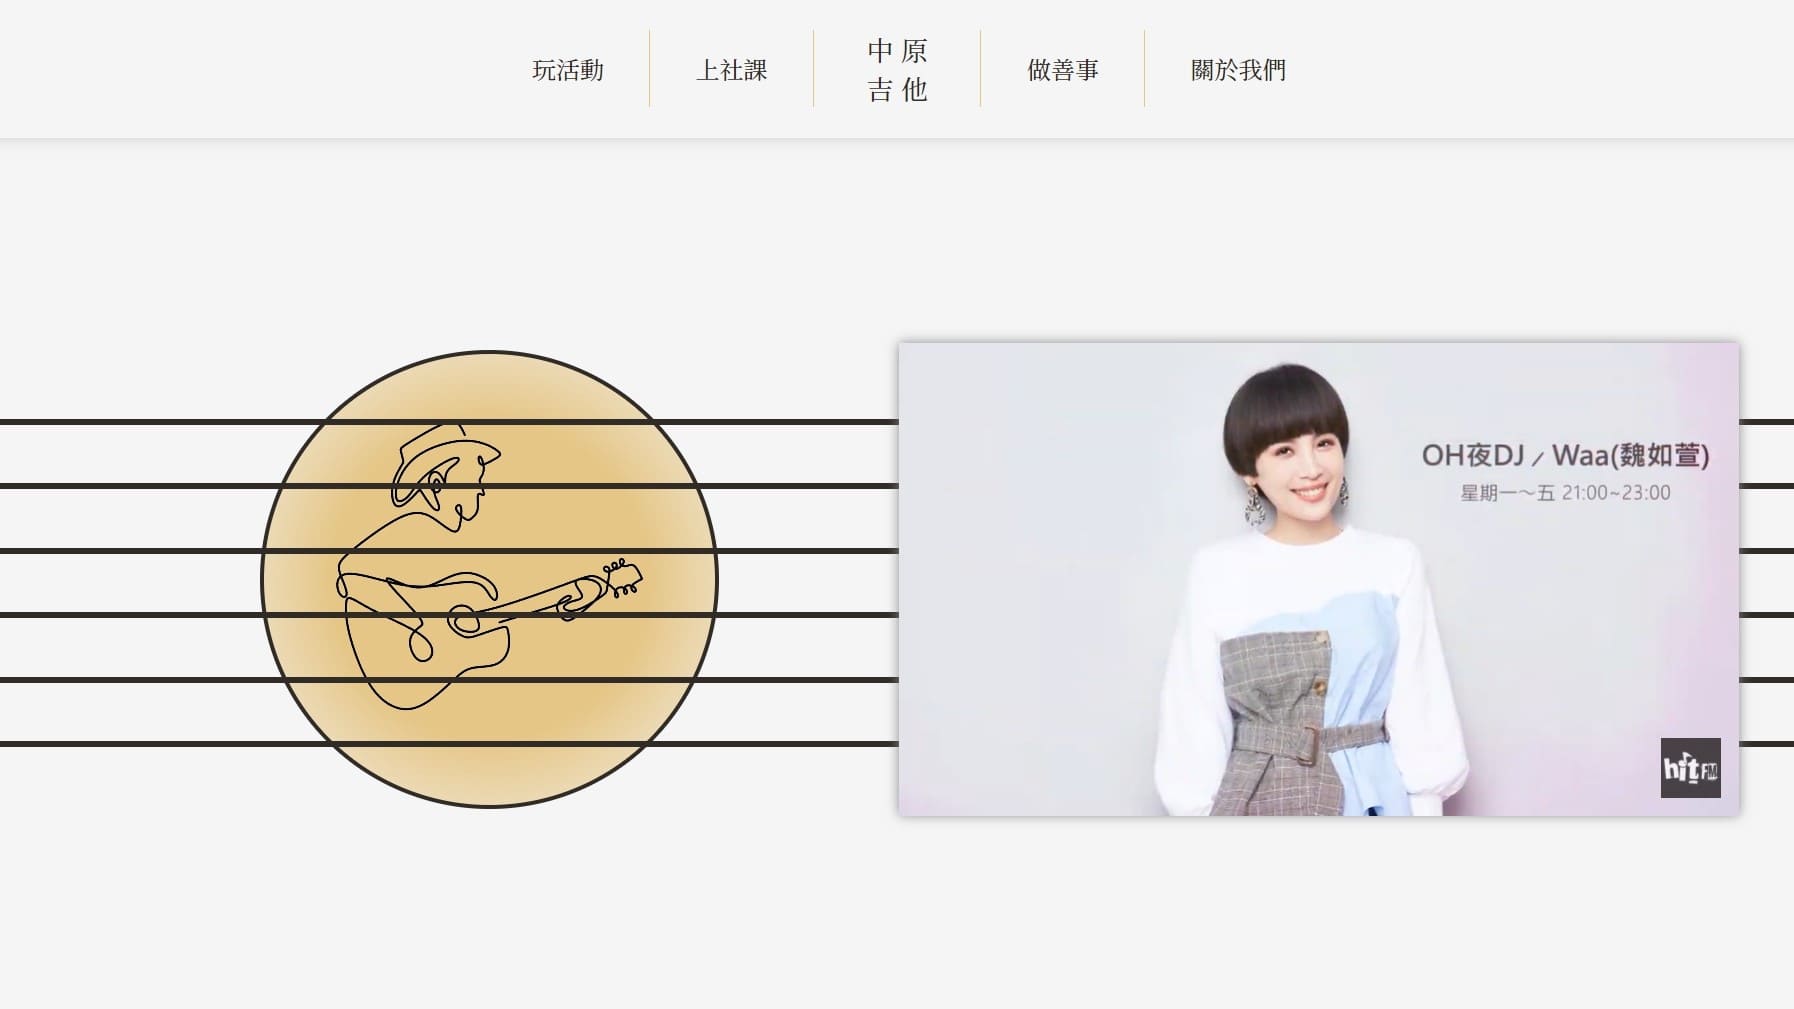 玩活動
上社課
中原
吉他
做善事
關於我們
OH夜DJ / Waa(魏如萱)
星期一～五 21:00~23:00
hit FM